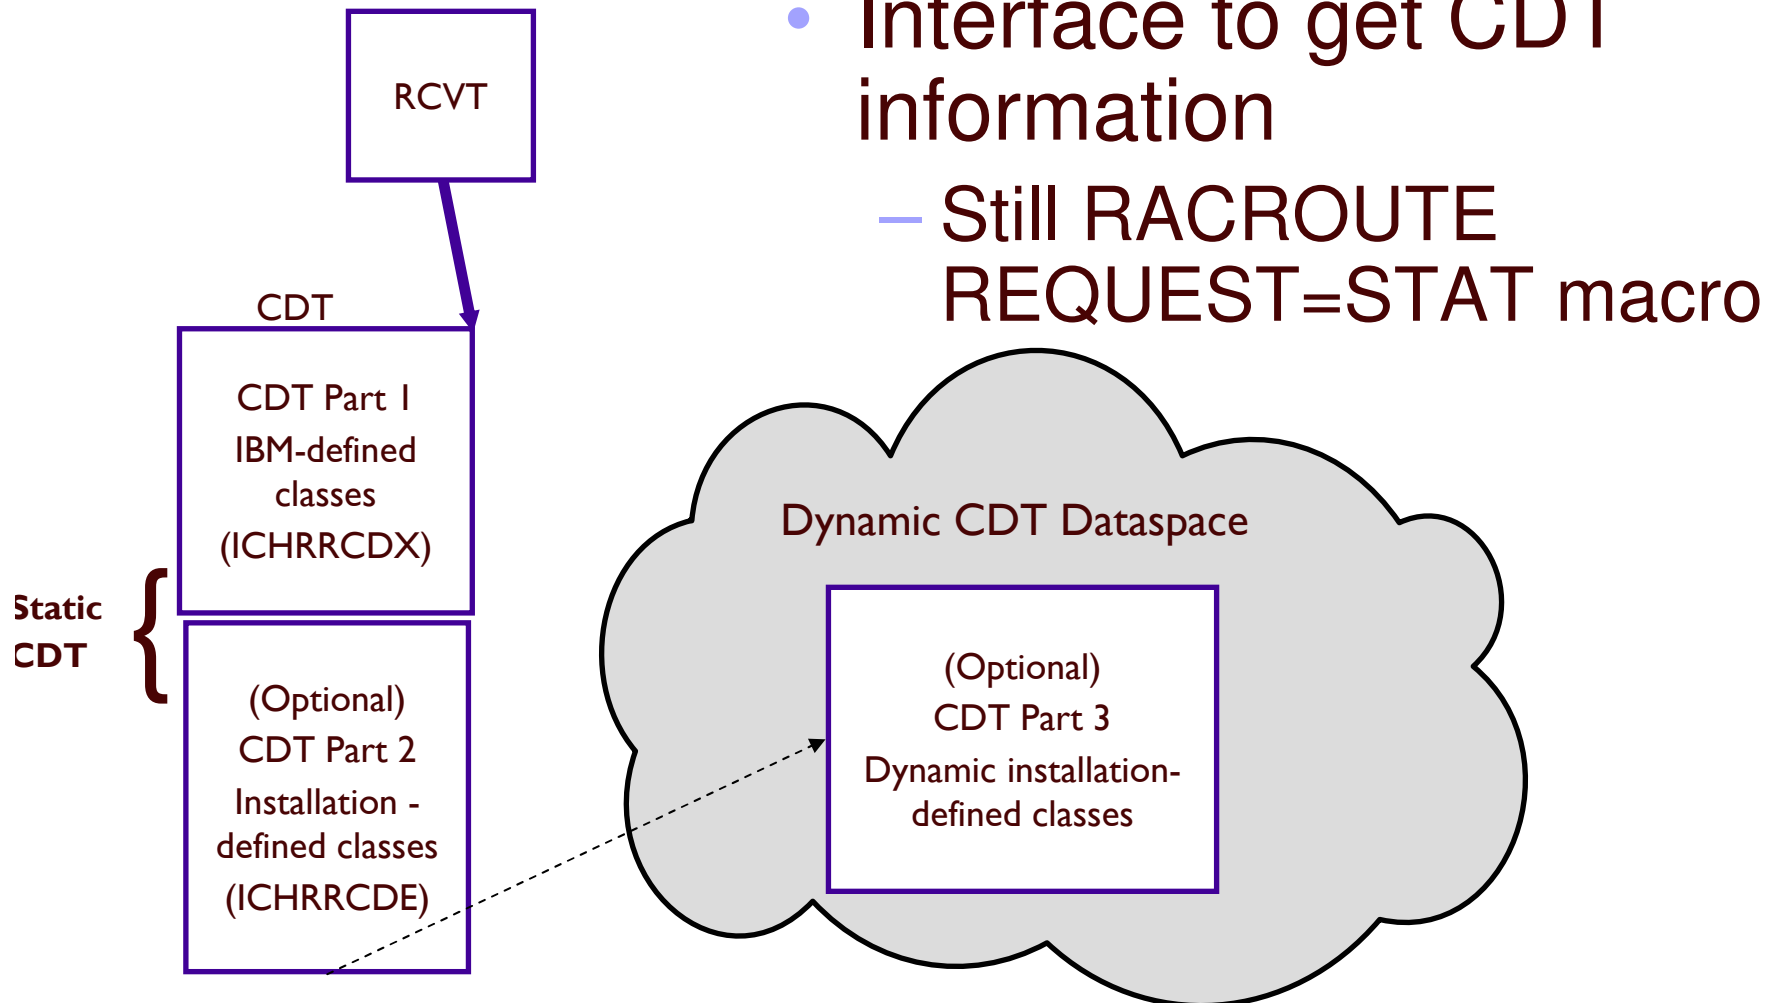 RCVT
• Interface to get CDT
information
– Still RACROUTE
REQUEST=STAT macro
CDT
CDT Part 1
IBM-defined
classes
(ICHRRCDX)
Static
CDT
{
(Optional)
CDT Part 2
Installation -
defined classes
(ICHRRCDE)
Dynamic CDT Dataspace
(Optional)
CDT Part 3
Dynamic installation-
defined classes